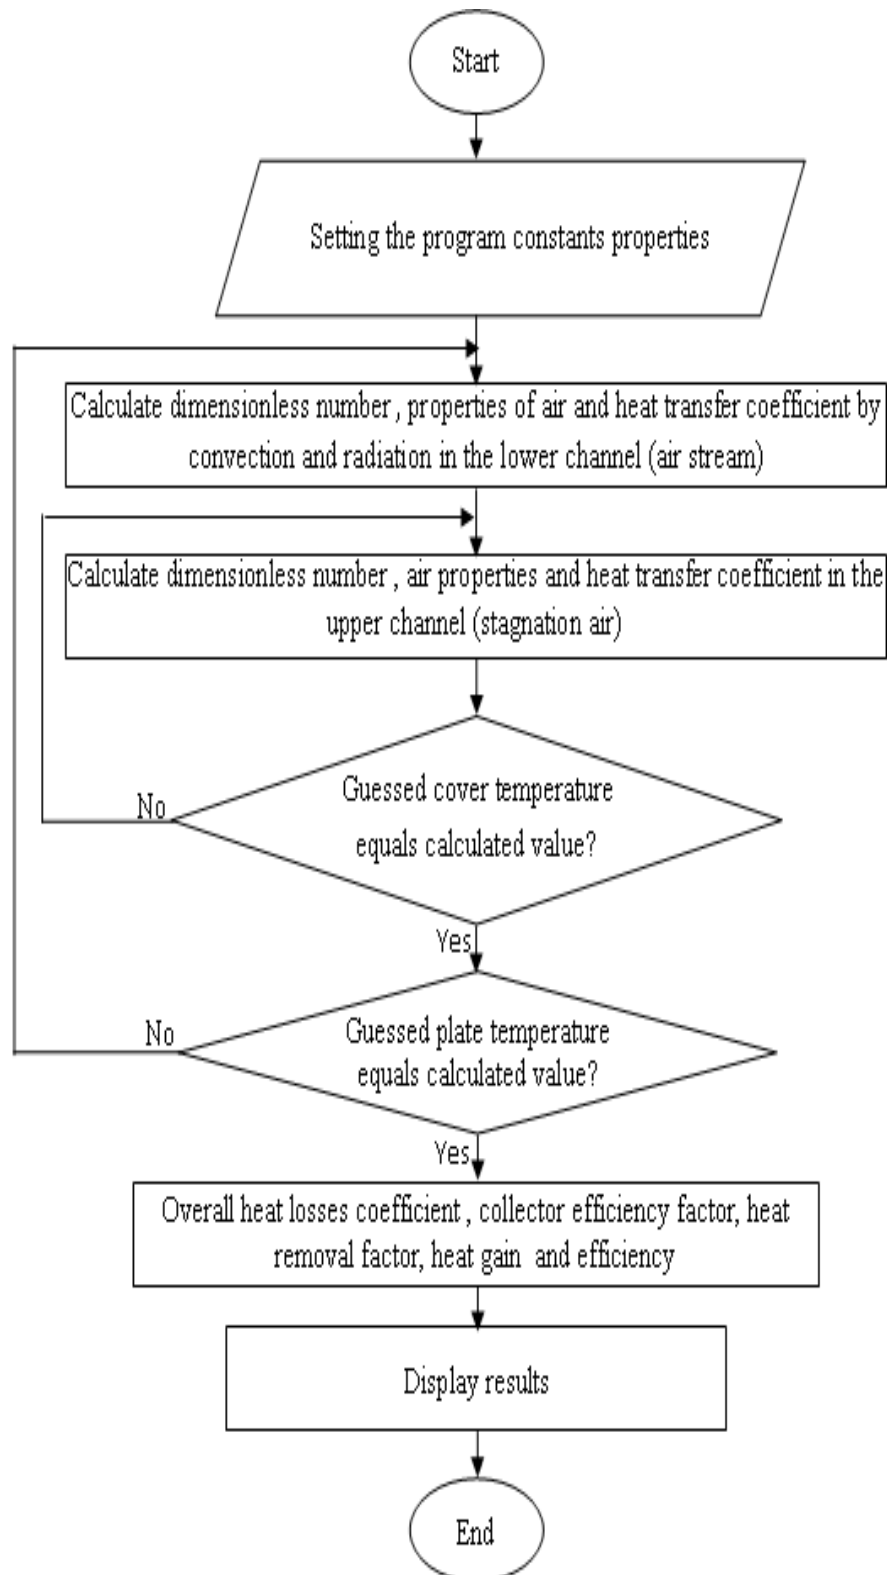 Start
Setting the program constants properties
Calculate dimensionless number , properties of air and heat transfer coefficient by
convection and radiation in the lower channel (air stream)
Calculate dimensionless number , air properties and heat transfer coefficient in the
upper channel (stagnation air)
Guessed cover temperature
equals calculated value?
No
Yes
Guessed plate temperature
equals calculated value?
No
Yes
Overall heat losses coefficient , collector efficiency factor, heat
removal factor, heat gain and efficiency
Display results
End